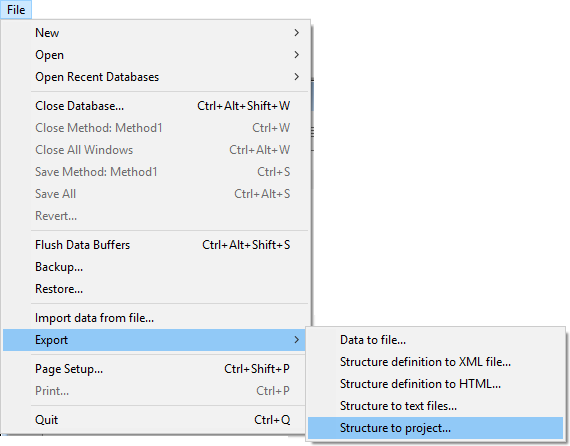 File
New
Open
Open Recent Databases
Close Database... Ctrl+Alt+Shift+W
Close Method: Method1 Ctrl+W
Close All Windows Ctrl+Alt+W
Save Method: Method1 Ctrl+S
Save All Ctrl+Alt+S
Revert...
Flush Data Buffers Ctrl+Alt+Shift+S
Backup...
Restore...
Import data from file...
Export
Page Setup... Ctrl+Shift+P
Print... Ctrl+P
Quit Ctrl+Q
Data to file...
Structure definition to XML file...
Structure definition to HTML...
Structure to text files...
Structure to project...